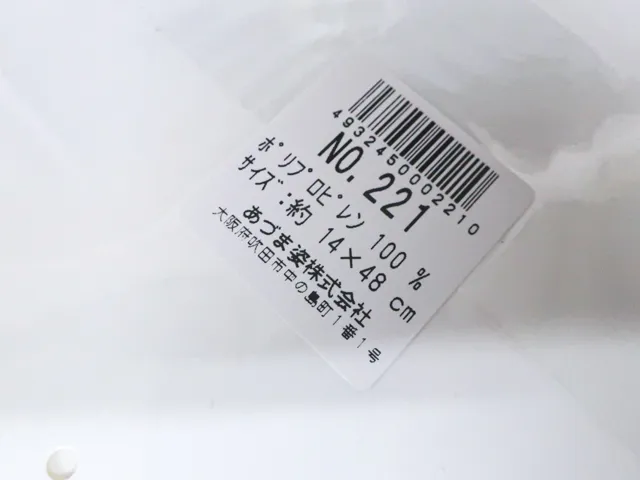 4932450002210
NO. 221
ポリプロピレン 100 %
サイズ:約 14×48 cm
あづま姿株式会社
大阪府吹田市中の島町1番1号